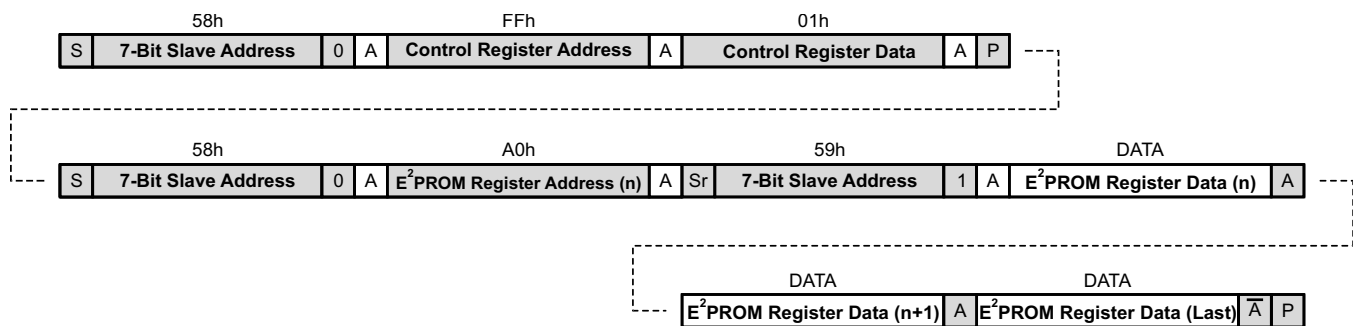 58h FFh 01h
S 7-Bit Slave Address 0 A Control Register Address A Control Register Data A P
58h A0h 59h DATA
S 7-Bit Slave Address 0 A E²PROM Register Address (n) A Sr 7-Bit Slave Address 1 A E²PROM Register Data (n) A
DATA DATA
E²PROM Register Data (n+1) A E²PROM Register Data (Last) A̅ P